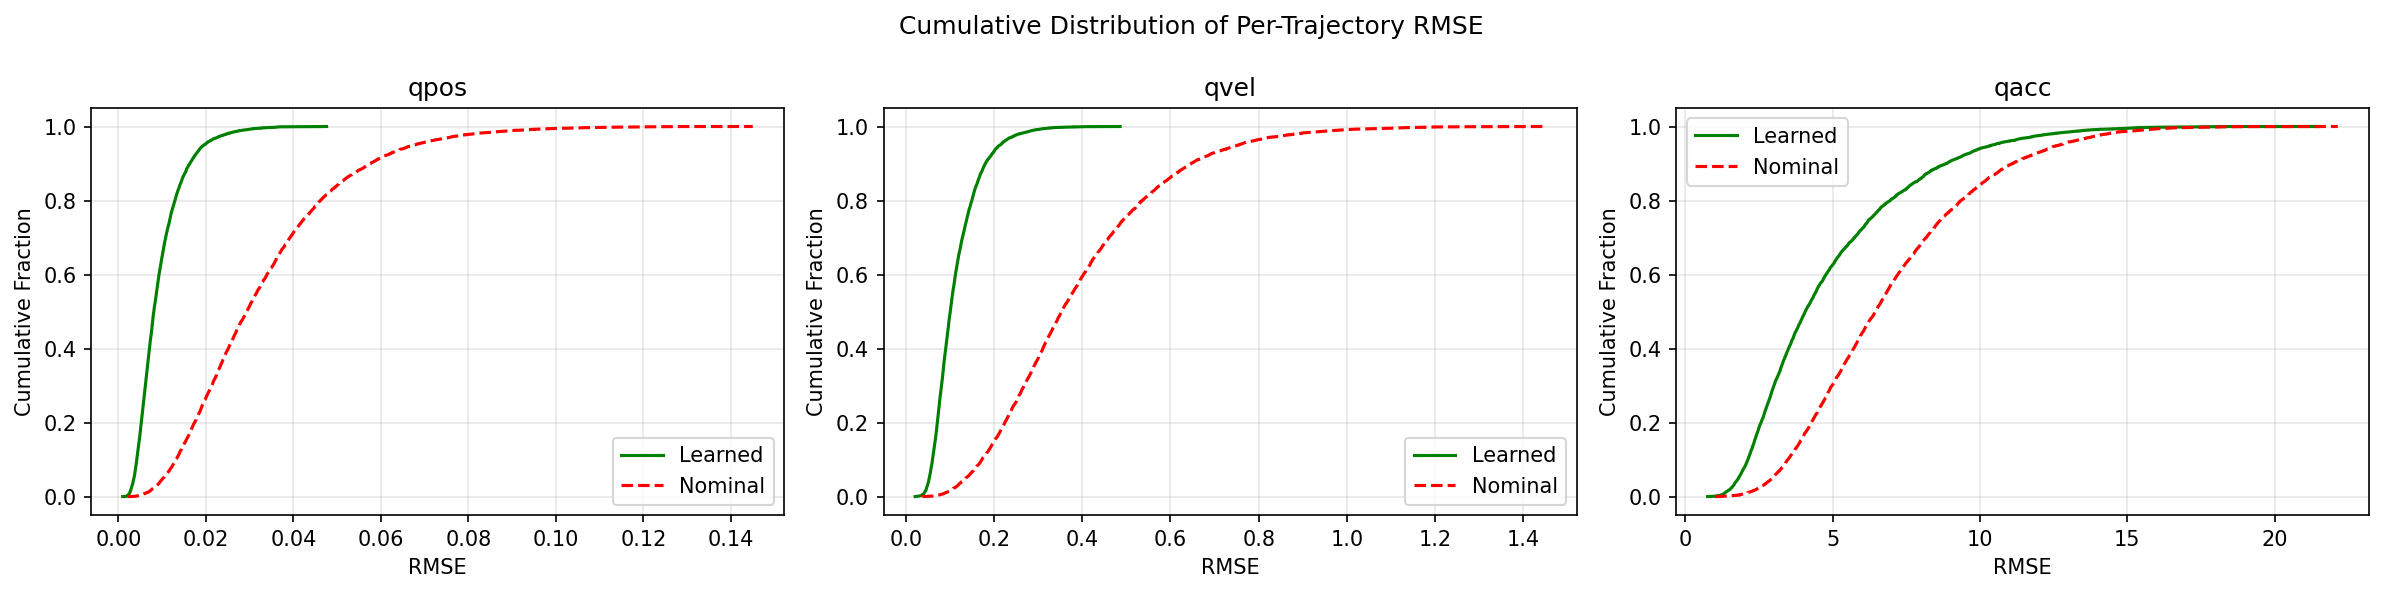 Cumulative Distribution of Per-Trajectory RMSE
qpos
Cumulative Fraction
1.0
0.8
0.6
0.4
0.2
0.0
Learned
Nominal
0.00 0.02 0.04 0.06 0.08 0.10 0.12 0.14
RMSE
qvel
Cumulative Fraction
1.0
0.8
0.6
0.4
0.2
0.0
Learned
Nominal
0.0 0.2 0.4 0.6 0.8 1.0 1.2 1.4
RMSE
qacc
Cumulative Fraction
1.0
0.8
0.6
0.4
0.2
0.0
Learned
Nominal
0 5 10 15 20
RMSE